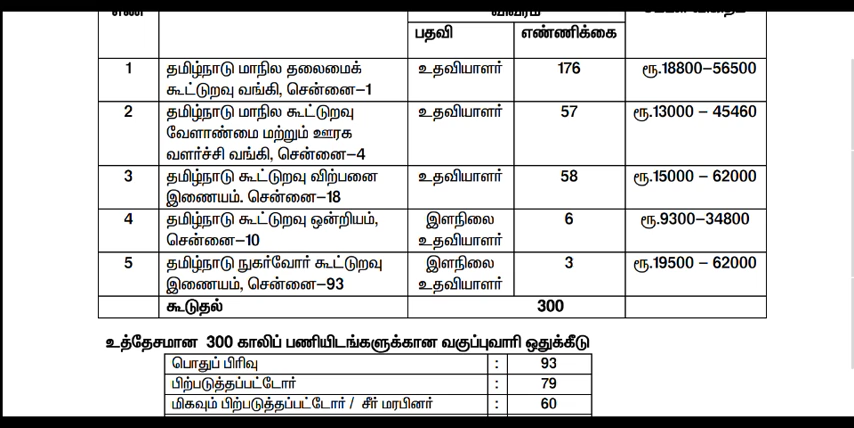 எண்
விவரம்
பதவி எண்ணிக்கை
1 தமிழ்நாடு மாநில தலைமைக் உதவியாளர் 176 ரூ.18800–56500
கூட்டுறவு வங்கி, சென்னை–1
2 தமிழ்நாடு மாநில கூட்டுறவு உதவியாளர் 57 ரூ.13000 – 45460
வேளாண்மை மற்றும் ஊரக
வளர்ச்சி வங்கி, சென்னை–4
3 தமிழ்நாடு கூட்டுறவு விற்பனை உதவியாளர் 58 ரூ.15000 – 62000
இணையம். சென்னை–18
4 தமிழ்நாடு கூட்டுறவு ஒன்றியம், இளநிலை 6 ரூ.9300–34800
சென்னை–10 உதவியாளர்
5 தமிழ்நாடு நுகர்வோர் கூட்டுறவு இளநிலை 3 ரூ.19500 – 62000
இணையம், சென்னை–93 உதவியாளர்
கூடுதல் 300
உத்தேசமான 300 காலிப் பணியிடங்களுக்கான வகுப்புவாரி ஒதுக்கீடு
பொதுப் பிரிவு : 93
பிற்படுத்தப்பட்டோர் : 79
மிகவும் பிற்படுத்தப்பட்டோர் / சீர் மரபினர் : 60